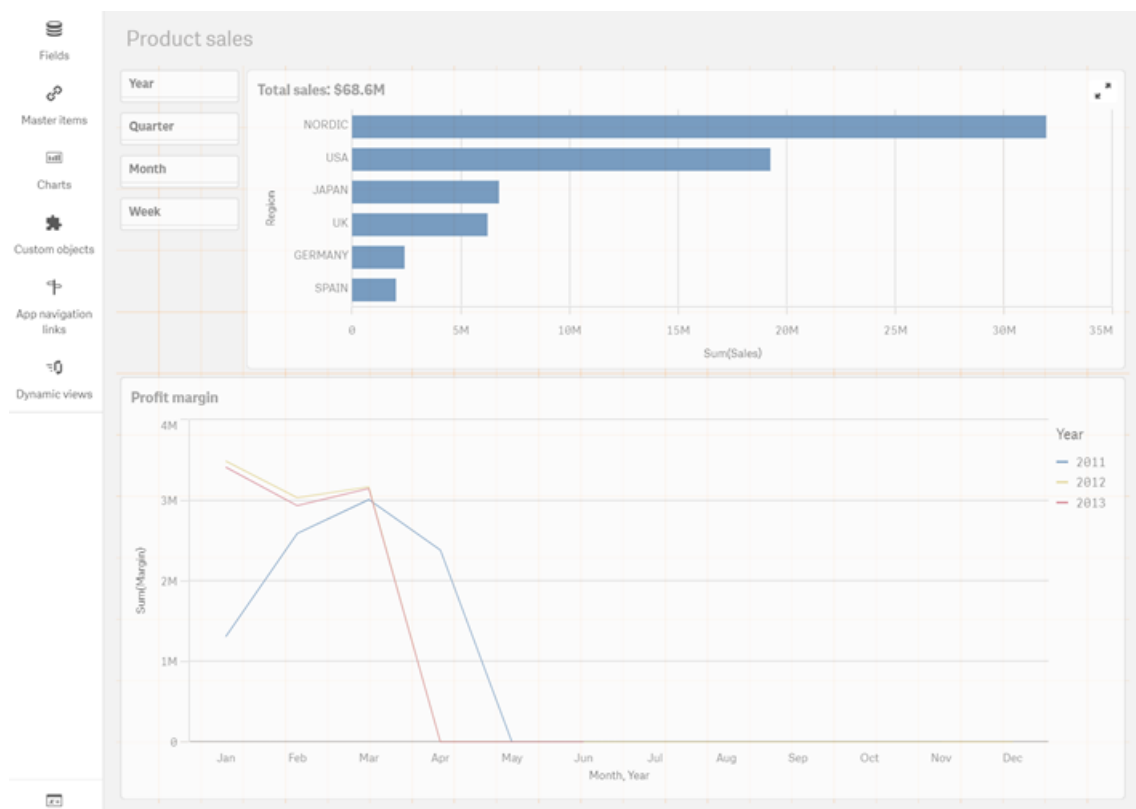 Fields
Master items
Charts
Custom objects
App navigation
links
Dynamic views
Product sales
Year
Quarter
Month
Week
Total sales: $68.6M
Region
NORDIC
USA
JAPAN
UK
GERMANY
SPAIN
0 5M 10M 15M 20M 25M 30M 35M
Sum(Sales)
Profit margin
Sum(Margin)
4M
3M
2M
1M
0
Jan Feb Mar Apr May Jun Jul Aug Sep Oct Nov Dec
Month, Year
Year
2011
2012
2013